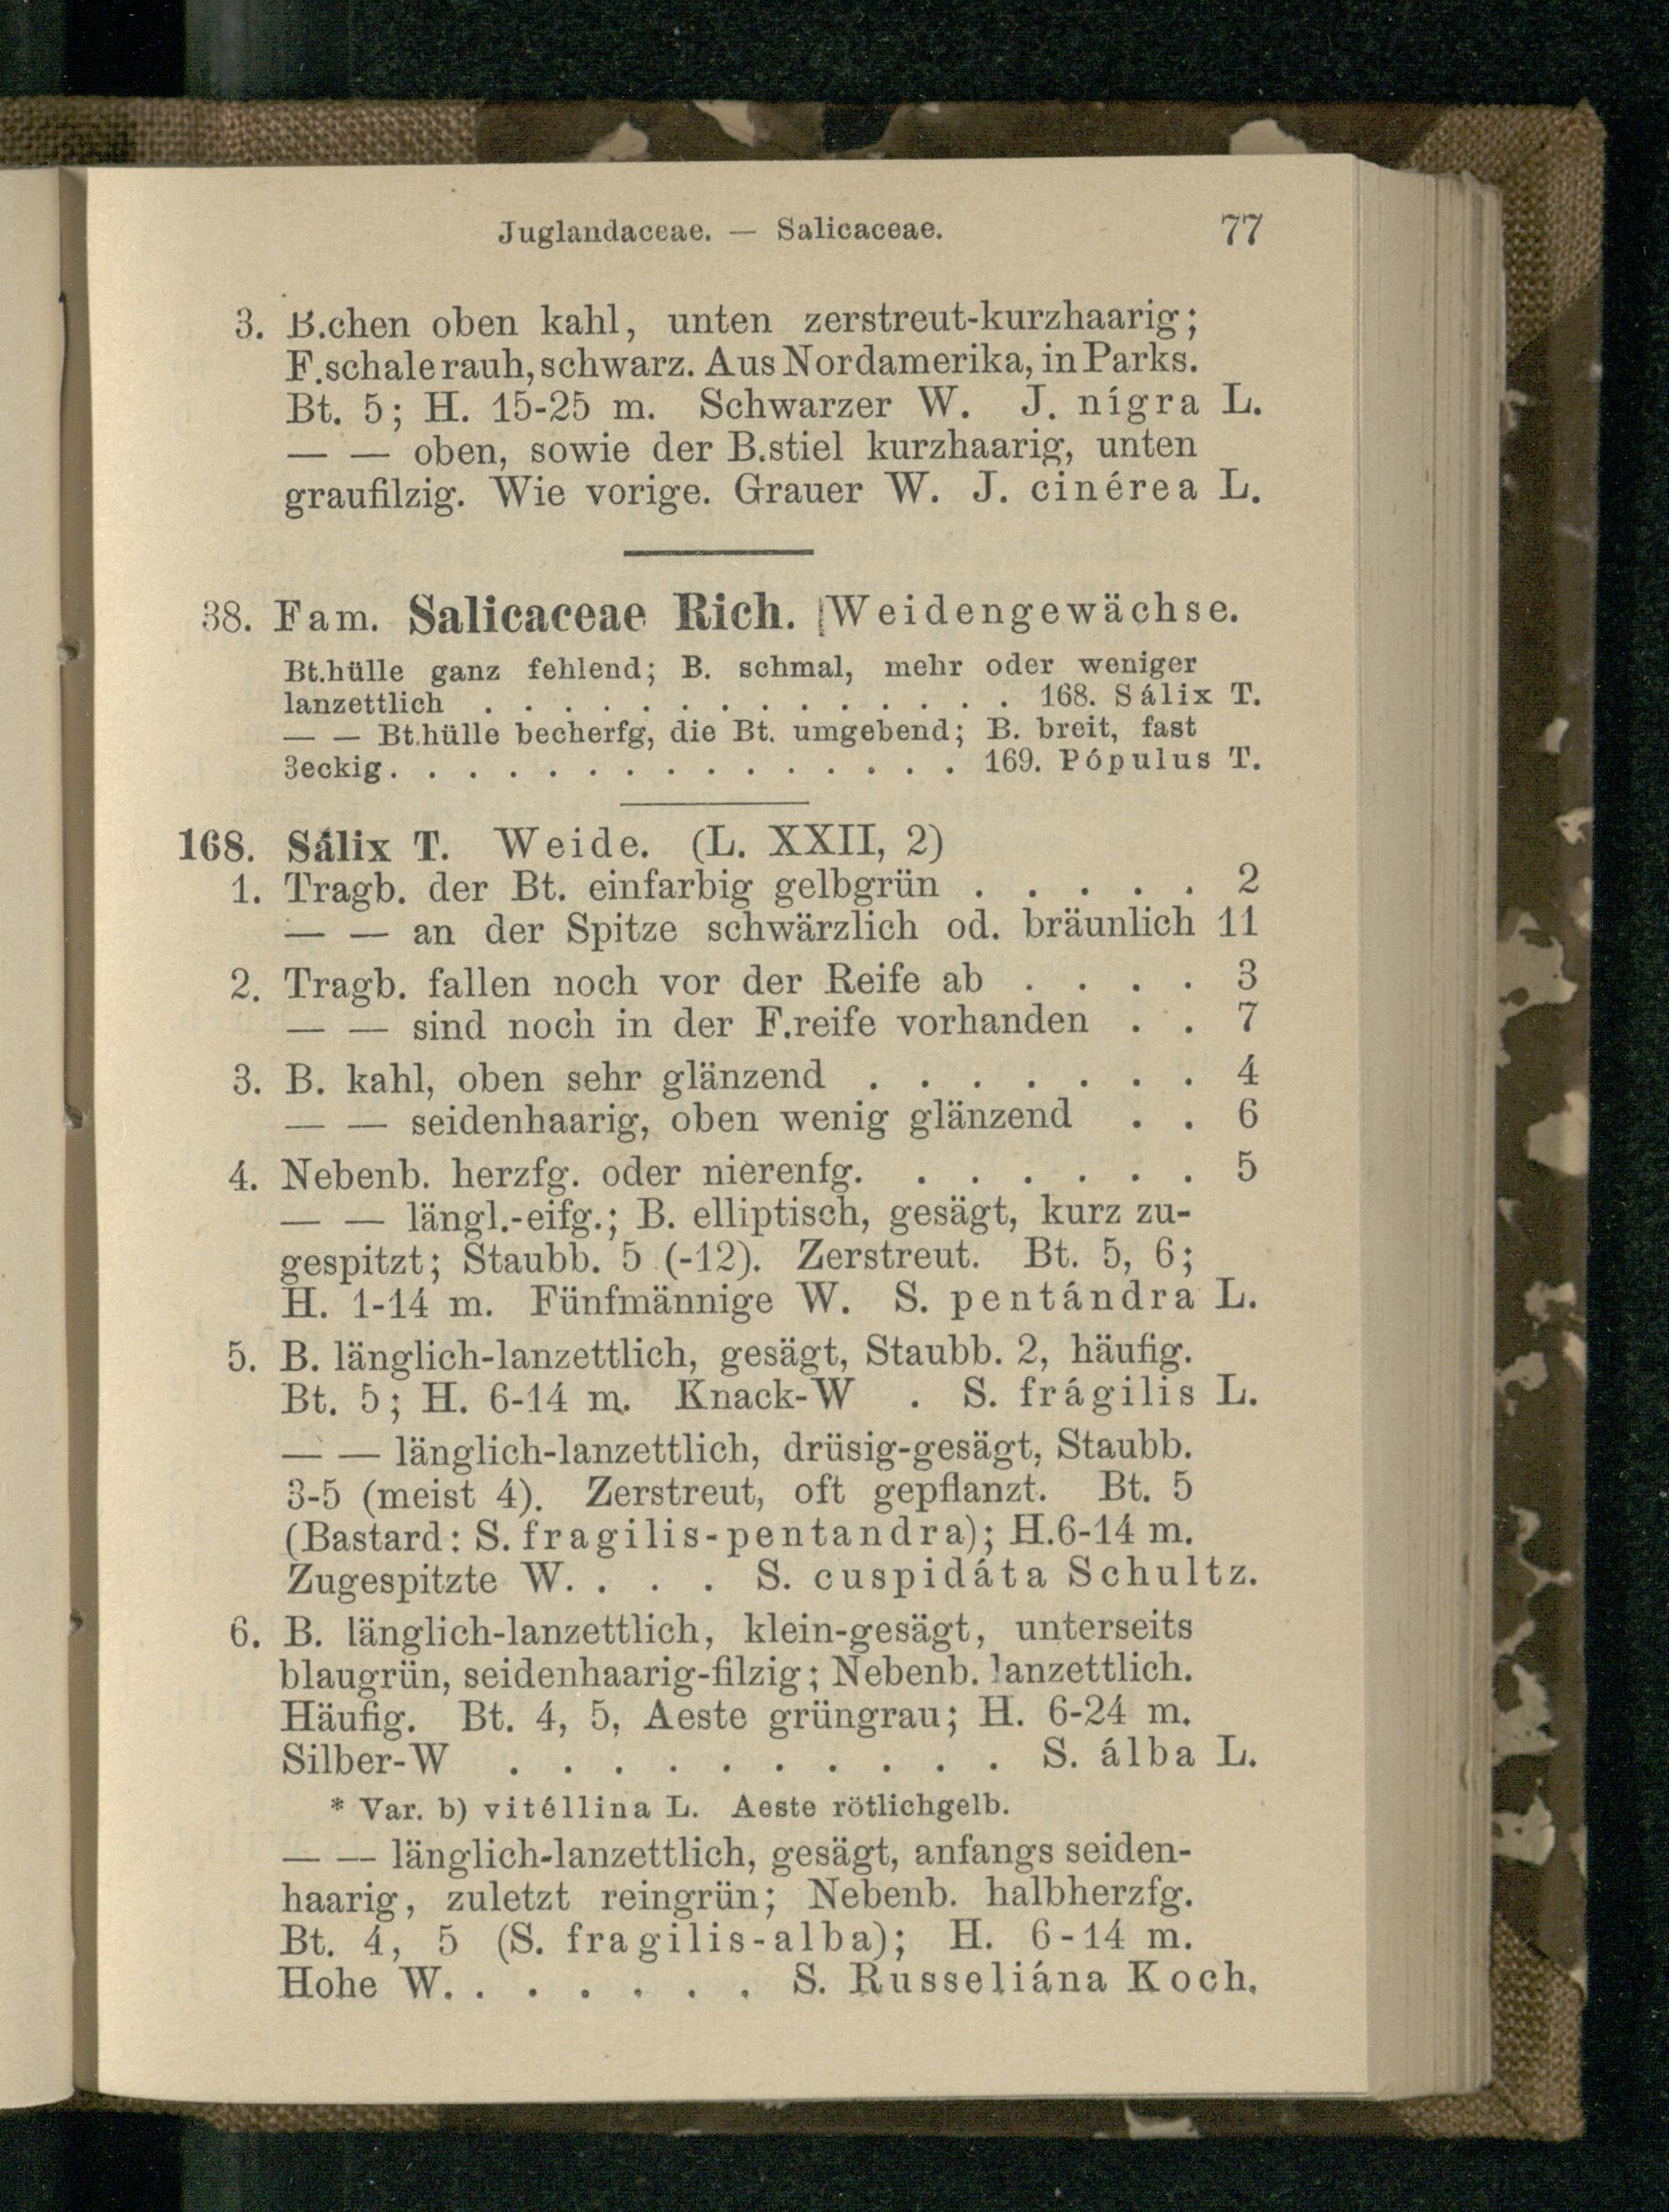 Juglandaceae. — Salicaceae. 77
3. B.chen oben kahl, unten zerstreut-kurzhaarig;
F.schale rauh, schwarz. Aus Nordamerika, in Parks.
Bt. 5; H. 15-25 m. Schwarzer W. J. nígra L.
— — oben, sowie der B.stiel kurzhaarig, unten
graufilzig. Wie vorige. Grauer W. J. cinérea L.
38. Fam. Salicaceae Rich. Weidengewächse.
Bt.hülle ganz fehlend; B. schmal, mehr oder weniger
lanzettlich . . . . . . . . . . . . . . 168. Sálix T.
— — Bt.hülle becherfg, die Bt. umgebend; B. breit, fast
3eckig. . . . . . . . . . . . . . . 169. Pópulus T.
168. Sálix T. Weide. (L. XXII, 2)
1. Tragb. der Bt. einfarbig gelbgrün . . . . . 2
— — an der Spitze schwärzlich od. bräunlich 11
2. Tragb. fallen noch vor der Reife ab . . . . 3
— — sind noch in der F.reife vorhanden . . 7
3. B. kahl, oben sehr glänzend . . . . . . . 4
— — seidenhaarig, oben wenig glänzend . . 6
4. Nebenb. herzfg. oder nierenfg. . . . . . . 5
— — längl.-eifg.; B. elliptisch, gesägt, kurz zu-
gespitzt; Staubb. 5 (-12). Zerstreut. Bt. 5, 6;
H. 1-14 m. Fünfmännige W. S. pentándra L.
5. B. länglich-lanzettlich, gesägt, Staubb. 2, häufig.
Bt. 5; H. 6-14 m. Knack-W . S. frágilis L.
— — länglich-lanzettlich, drüsig-gesägt, Staubb.
3-5 (meist 4). Zerstreut, oft gepflanzt. Bt. 5
(Bastard: S. fragilis-pentandra); H.6-14 m.
Zugespitzte W. . . . S. cuspidáta Schultz.
6. B. länglich-lanzettlich, klein-gesägt, unterseits
blaugrün, seidenhaarig-filzig; Nebenb. lanzettlich.
Häufig. Bt. 4, 5, Aeste grüngrau; H. 6-24 m.
Silber-W . . . . . . . . . . S. álba L.
* Var. b) vitéllina L. Aeste rötlichgelb.
— — länglich-lanzettlich, gesägt, anfangs seiden-
haarig, zuletzt reingrün; Nebenb. halbherzfg.
Bt. 4, 5 (S. fragilis-alba); H. 6-14 m.
Hohe W. . . . . . . S. Russeliána Koch.